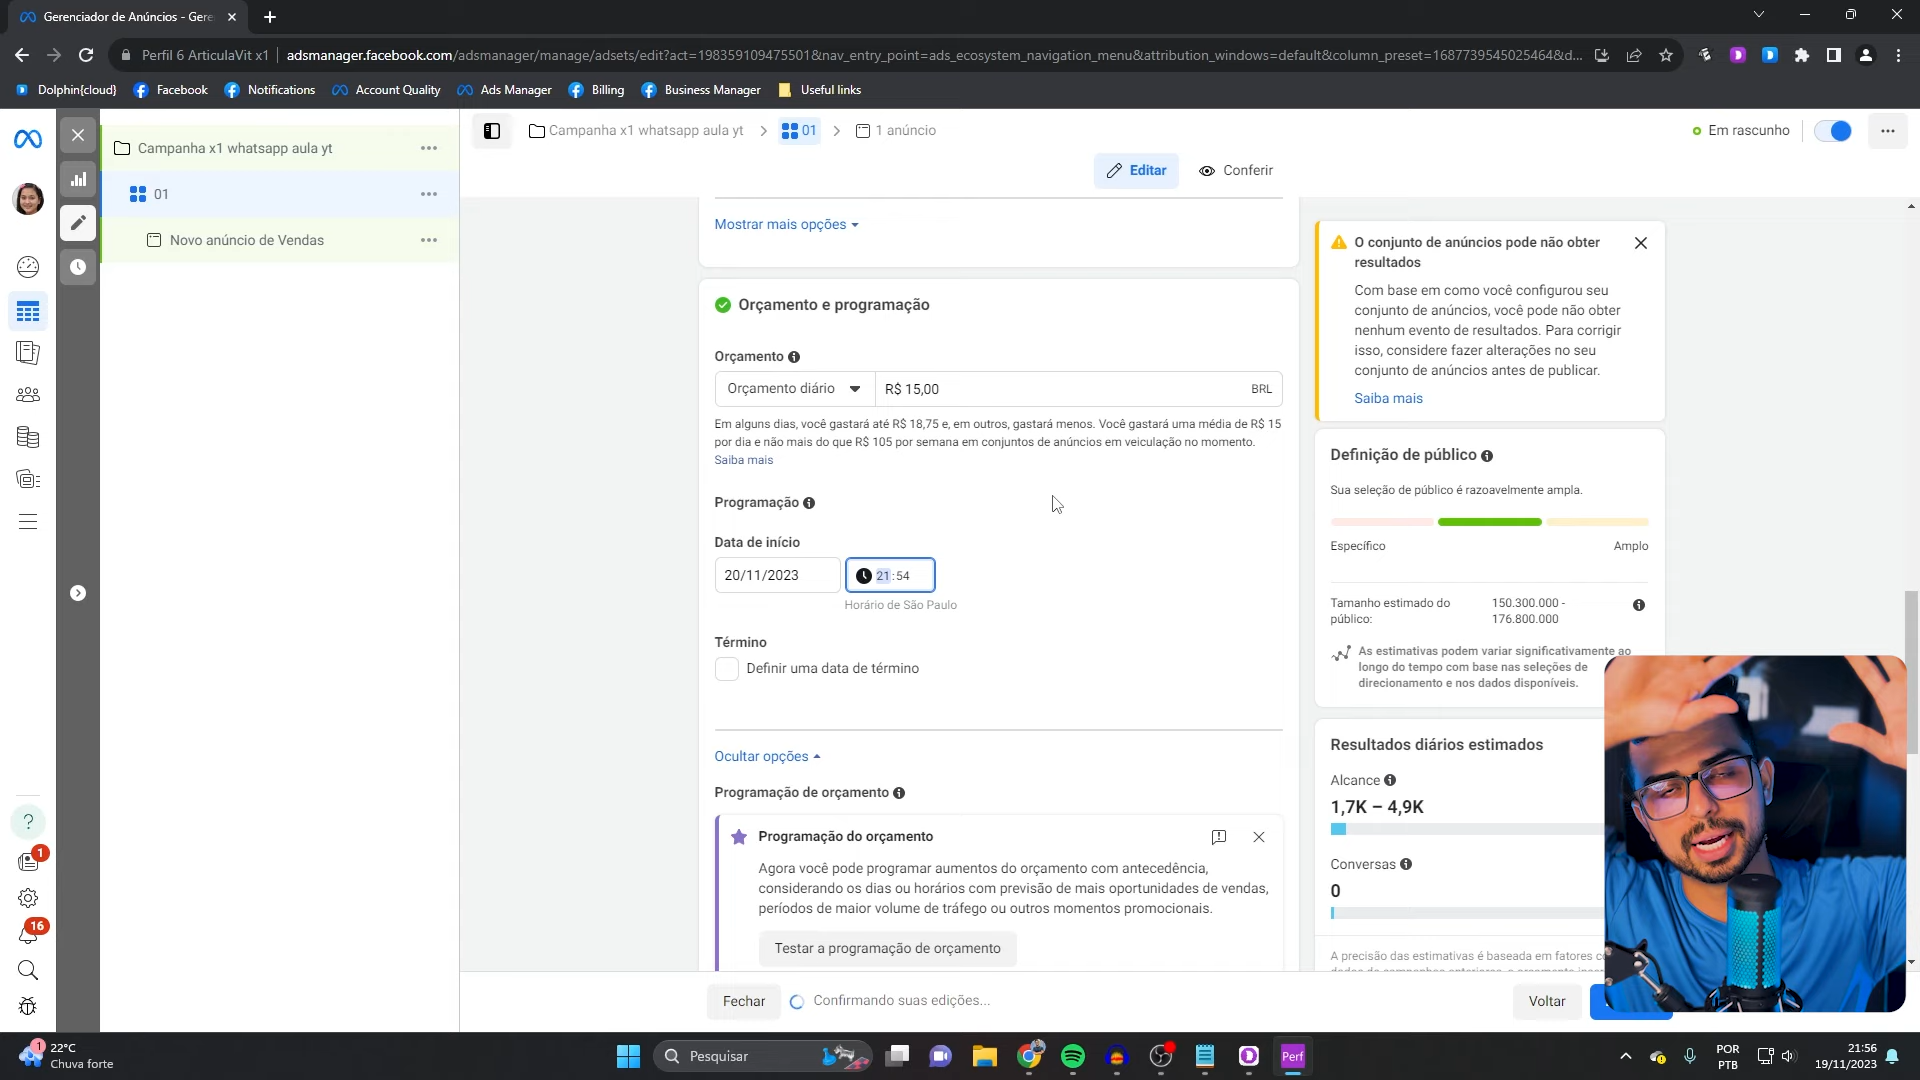 Gerenciador de Anúncios - Gere
Perfil 6 ArticulaVit x1
adsmanager.facebook.com/adsmanager/manage/adsets/edit?act=198359109475501&nav_entry_point=ads_ecosystem_navigation_menu&attribution_windows=default&column_preset=1687739545025464&d...
Dolphin{cloud}
Facebook
Notifications
Account Quality
Ads Manager
Billing
Business Manager
Useful links
Campanha x1 whatsapp aula yt
01
Novo anúncio de Vendas
Campanha x1 whatsapp aula yt
01
1 anúncio
Em rascunho
Editar
Conferir
Mostrar mais opções
Orçamento e programação
Orçamento
Orçamento diário
R$ 15,00
BRL
Em alguns dias, você gastará até R$ 18,75 e, em outros, gastará menos. Você gastará uma média de R$ 15
por dia e não mais do que R$ 105 por semana em conjuntos de anúncios em veiculação no momento.
Saiba mais
Programação
Data de início
20/11/2023
21:54
Horário de São Paulo
Término
Definir uma data de término
Ocultar opções
Programação de orçamento
Programação do orçamento
Agora você pode programar aumentos do orçamento com antecedência,
considerando os dias ou horários com previsão de mais oportunidades de vendas,
períodos de maior volume de tráfego ou outros momentos promocionais.
Testar a programação de orçamento
Fechar
Confirmando suas edições...
Voltar
O conjunto de anúncios pode não obter
resultados
Com base em como você configurou seu
conjunto de anúncios, você pode não obter
nenhum evento de resultados. Para corrigir
isso, considere fazer alterações no seu
conjunto de anúncios antes de publicar.
Saiba mais
Definição de público
Sua seleção de público é razoavelmente ampla.
Específico
Amplo
Tamanho estimado do
público:
150.300.000 -
176.800.000
As estimativas podem variar significativamente ao
longo do tempo com base nas seleções de
direcionamento e nos dados disponíveis.
Resultados diários estimados
Alcance
1,7K – 4,9K
Conversas
0
A precisão das estimativas é baseada em fatores
1
16
1
22°C
Chuva forte
Pesquisar
Perf
POR
PTB
21:56
19/11/2023